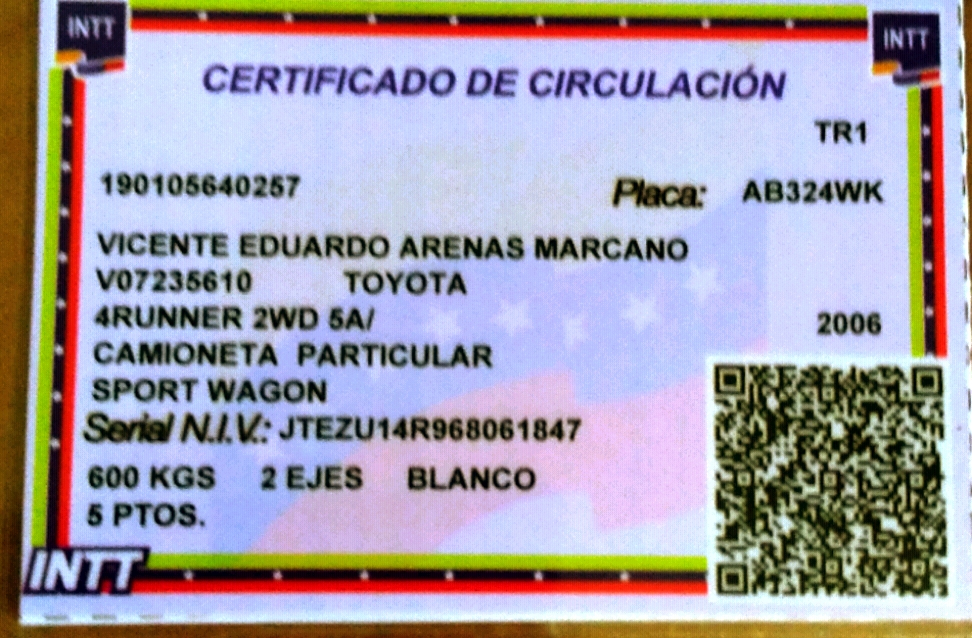 INTT INTT
CERTIFICADO DE CIRCULACIÓN
TR1
190105640257 Placa: AB324WK
VICENTE EDUARDO ARENAS MARCANO
V07235610 TOYOTA
4RUNNER 2WD 5A/ 2006
CAMIONETA PARTICULAR
SPORT WAGON
Serial N.I.V.: JTEZU14R968061847
600 KGS 2 EJES BLANCO
5 PTOS.
INTT